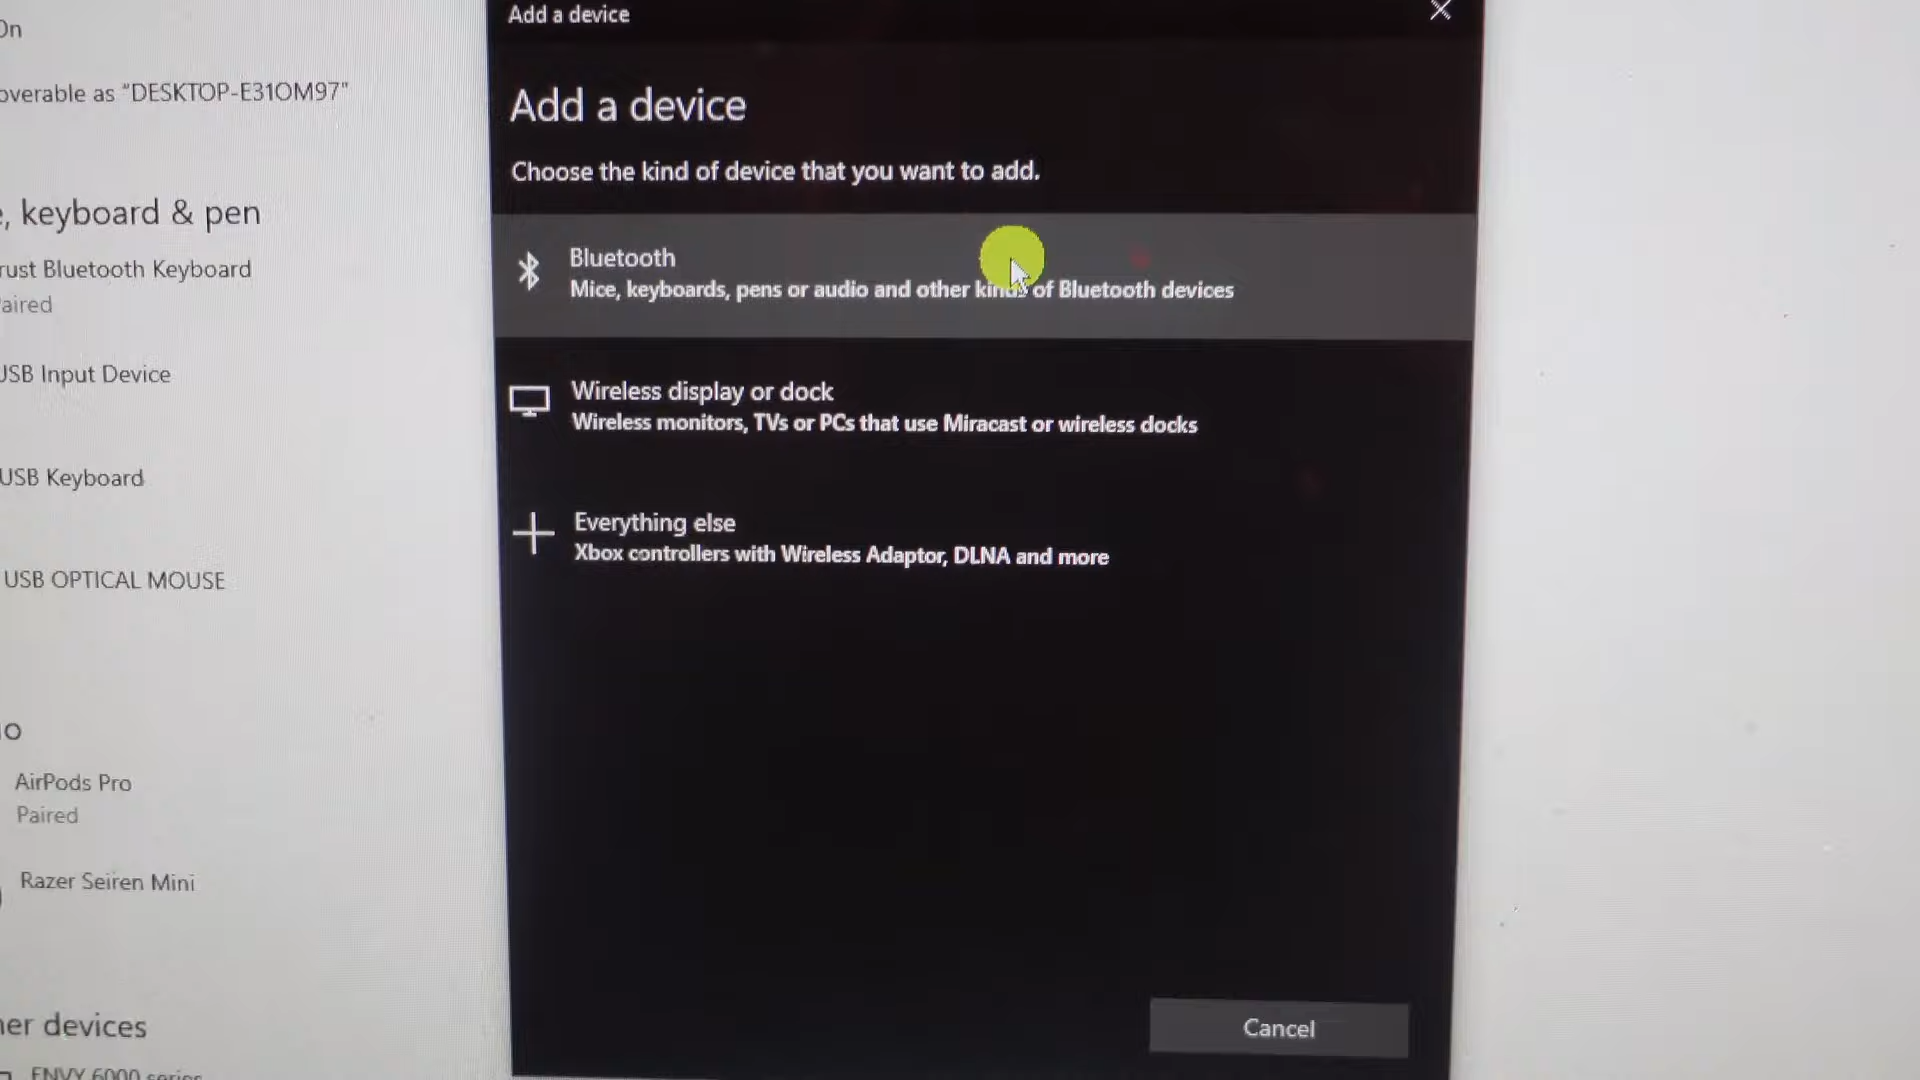 On
overable as "DESKTOP-E31OM97"
, keyboard & pen
rust Bluetooth Keyboard
aired
USB Input Device
USB Keyboard
USB OPTICAL MOUSE
io
AirPods Pro
Paired
Razer Seiren Mini
her devices
ENVY 6000 series
Add a device
Add a device
Choose the kind of device that you want to add.
Bluetooth
Mice, keyboards, pens or audio and other kinds of Bluetooth devices
Wireless display or dock
Wireless monitors, TVs or PCs that use Miracast or wireless docks
Everything else
Xbox controllers with Wireless Adaptor, DLNA and more
Cancel